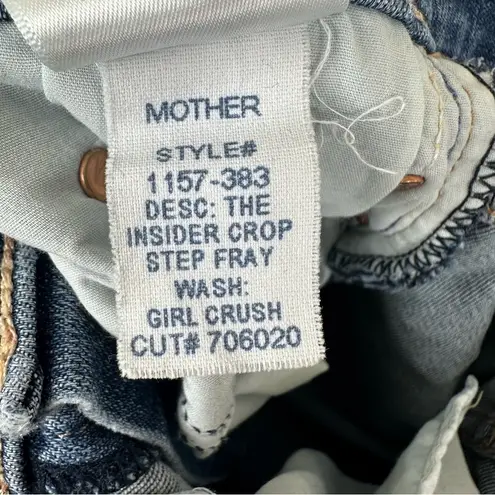 MOTHER
STYLE#
1157-383
DESC: THE
INSIDER CROP
STEP FRAY
WASH:
GIRL CRUSH
CUT# 706020